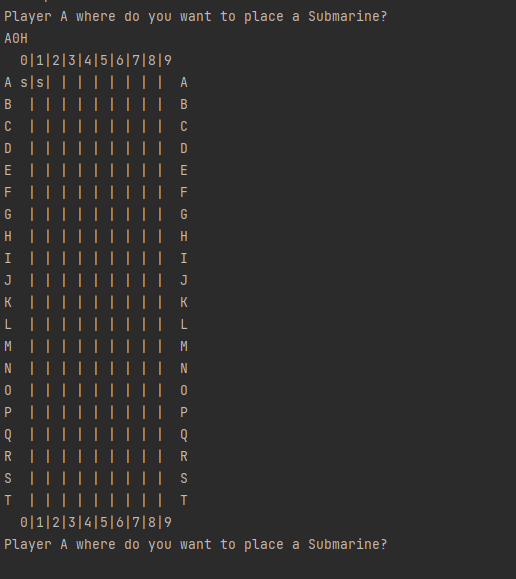 Player A where do you want to place a Submarine?
A0H
  0|1|2|3|4|5|6|7|8|9
A s|s| | | | | | | |  A
B  | | | | | | | | |  B
C  | | | | | | | | |  C
D  | | | | | | | | |  D
E  | | | | | | | | |  E
F  | | | | | | | | |  F
G  | | | | | | | | |  G
H  | | | | | | | | |  H
I  | | | | | | | | |  I
J  | | | | | | | | |  J
K  | | | | | | | | |  K
L  | | | | | | | | |  L
M  | | | | | | | | |  M
N  | | | | | | | | |  N
O  | | | | | | | | |  O
P  | | | | | | | | |  P
Q  | | | | | | | | |  Q
R  | | | | | | | | |  R
S  | | | | | | | | |  S
T  | | | | | | | | |  T
  0|1|2|3|4|5|6|7|8|9
Player A where do you want to place a Submarine?